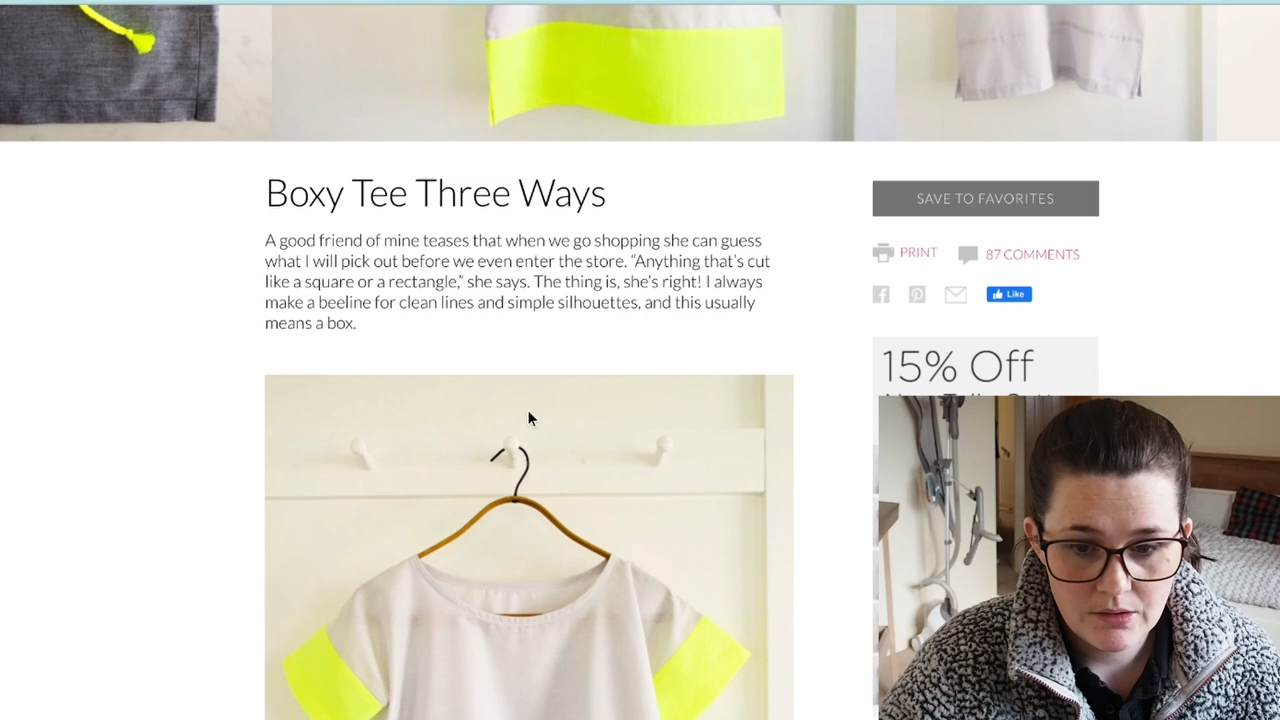 Boxy Tee Three Ways
A good friend of mine teases that when we go shopping she can guess
what I will pick out before we even enter the store. “Anything that’s cut
like a square or a rectangle,” she says. The thing is, she’s right! I always
make a beeline for clean lines and simple silhouettes, and this usually
means a box.
SAVE TO FAVORITES
PRINT
87 COMMENTS
Like
15% Off